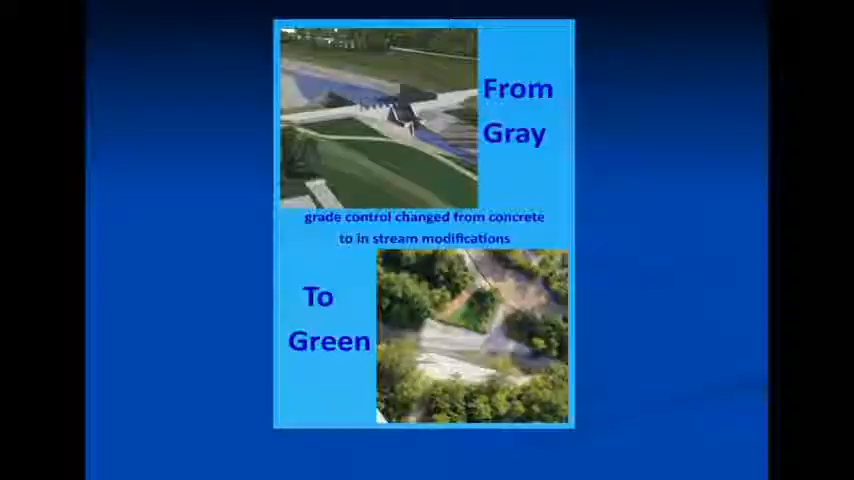 From
Gray
grade control changed from concrete
to in stream modifications
To
Green